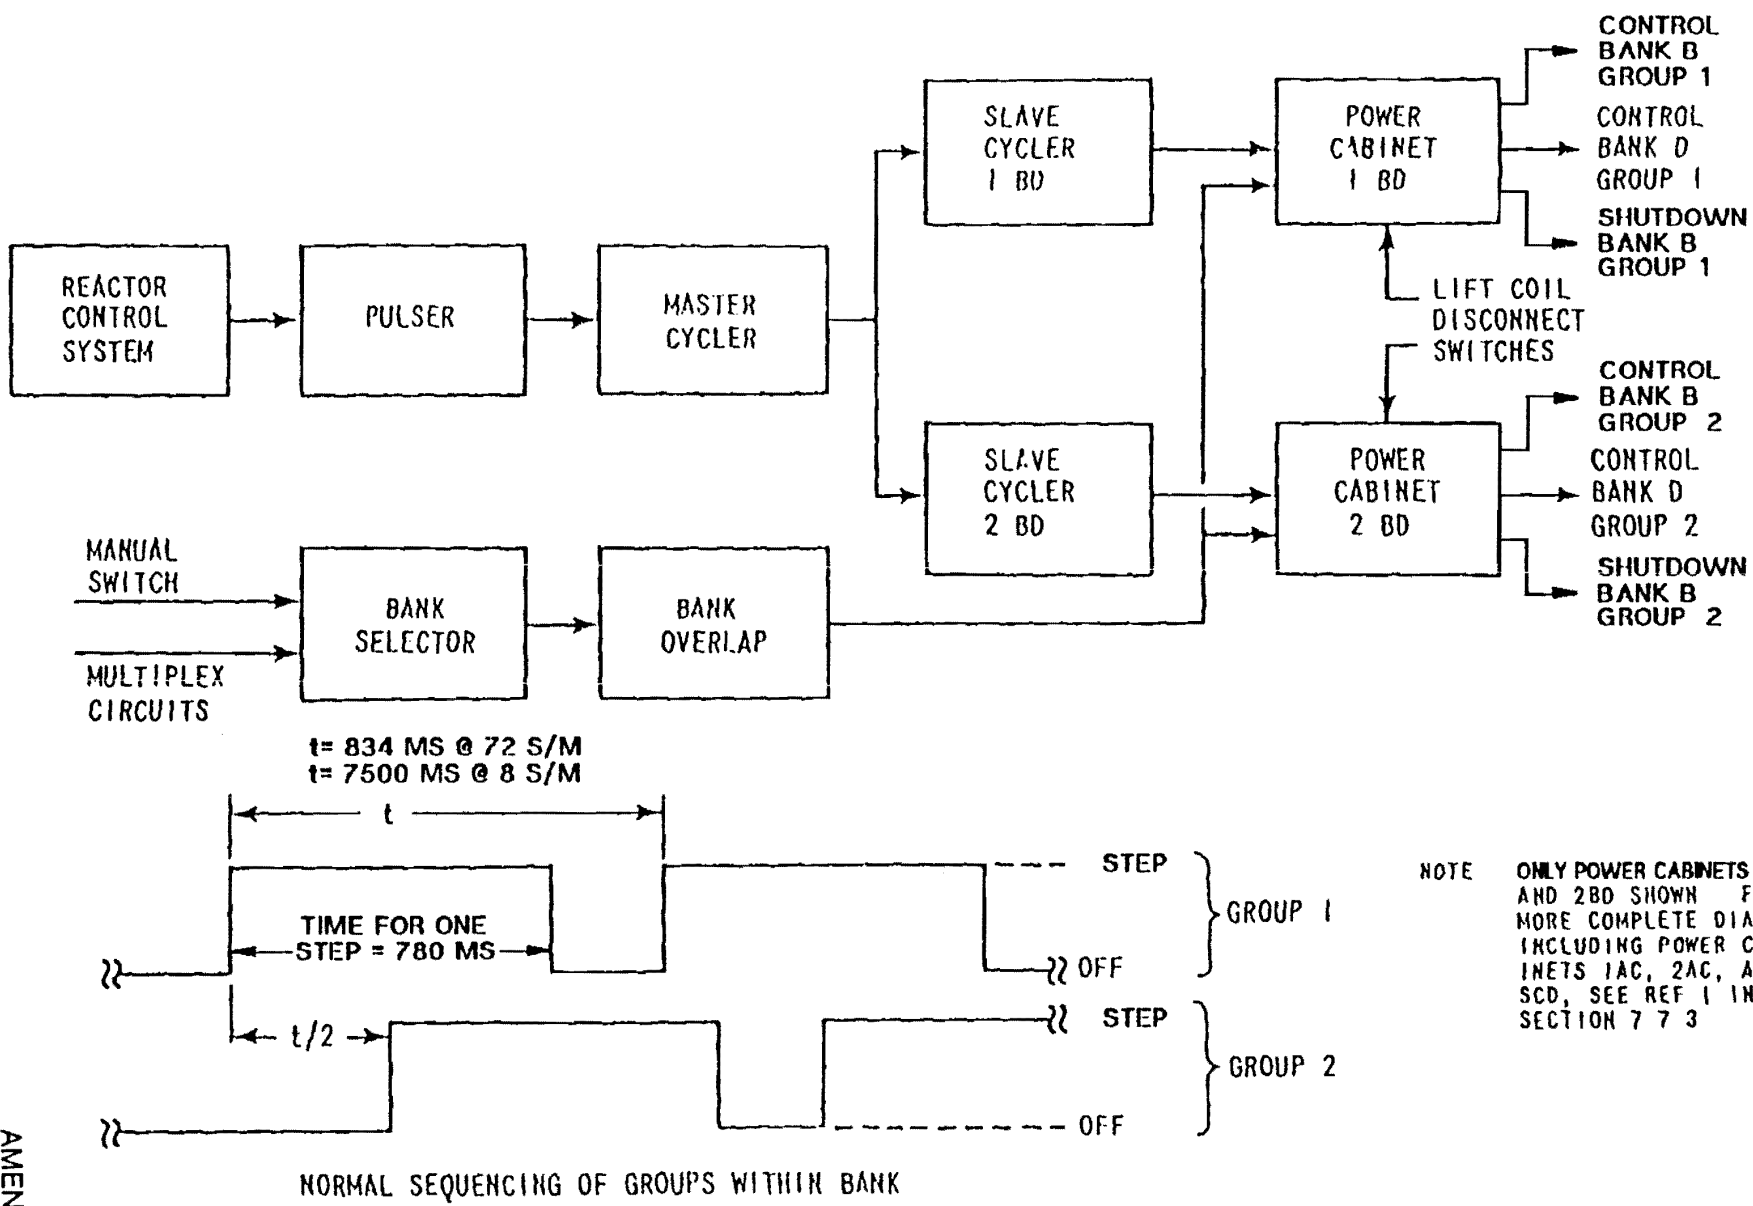 CONTROL
BANK B
GROUP 1
CONTROL
BANK D
GROUP 1
SHUTDOWN
BANK B
GROUP 1
SLAVE
CYCLER
1 BD
POWER
CABINET
1 BD
REACTOR
CONTROL
SYSTEM
PULSER
MASTER
CYCLER
LIFT COIL
DISCONNECT
SWITCHES
CONTROL
BANK B
GROUP 2
CONTROL
BANK D
GROUP 2
SHUTDOWN
BANK B
GROUP 2
SLAVE
CYCLER
2 BD
POWER
CABINET
2 BD
MANUAL
SWITCH
MULTIPLEX
CIRCUITS
BANK
SELECTOR
BANK
OVERLAP
t= 834 MS @ 72 S/M
t= 7500 MS @ 8 S/M
t
TIME FOR ONE
STEP = 780 MS
STEP
OFF
GROUP 1
t/2
STEP
OFF
GROUP 2
NOTE ONLY POWER CABINETS
AND 2BD SHOWN F
MORE COMPLETE DIA
INCLUDING POWER C
INETS 1AC, 2AC, A
SCD, SEE REF 1 IN
SECTION 7 7 3
NORMAL SEQUENCING OF GROUPS WITHIN BANK
AMEN